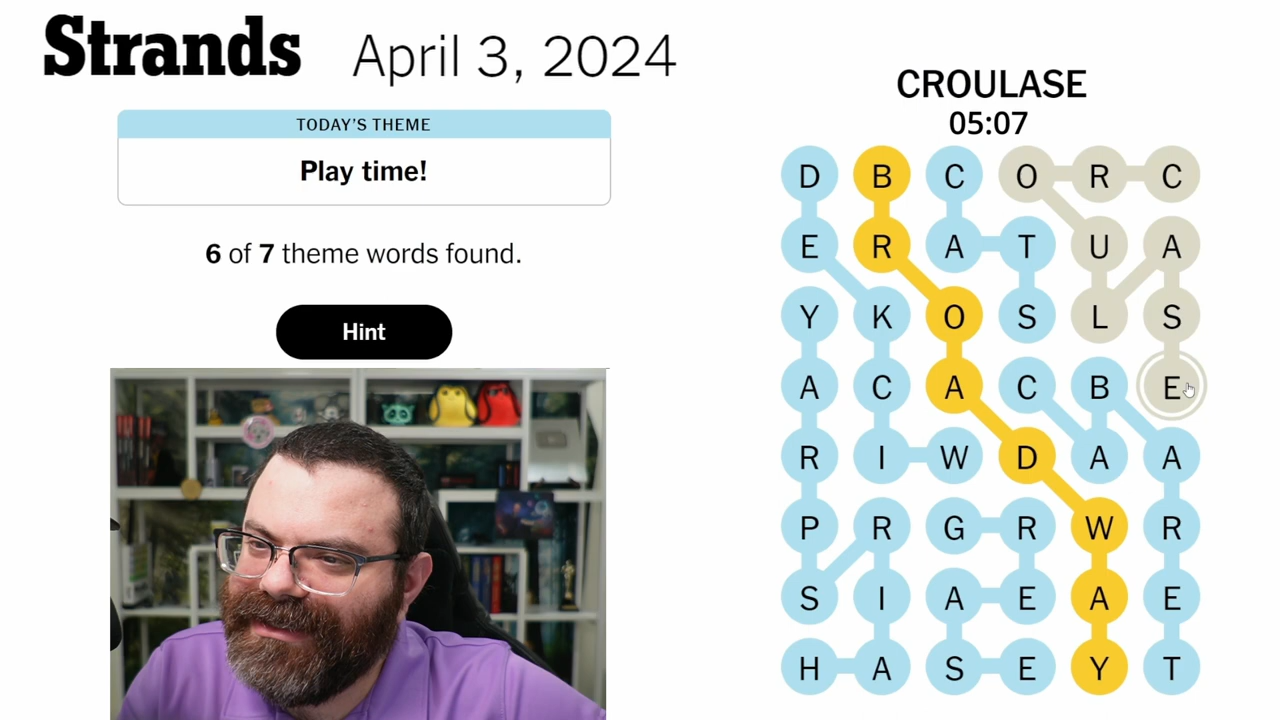 Strands April 3, 2024
TODAY'S THEME
Play time!
6 of 7 theme words found.
Hint
CROULASE
05:07
D B C O R C
E R A T U A
Y K O S L S
A C A C B E
R I W D A A
P R G R W R
S I A E A E
H A S E Y T